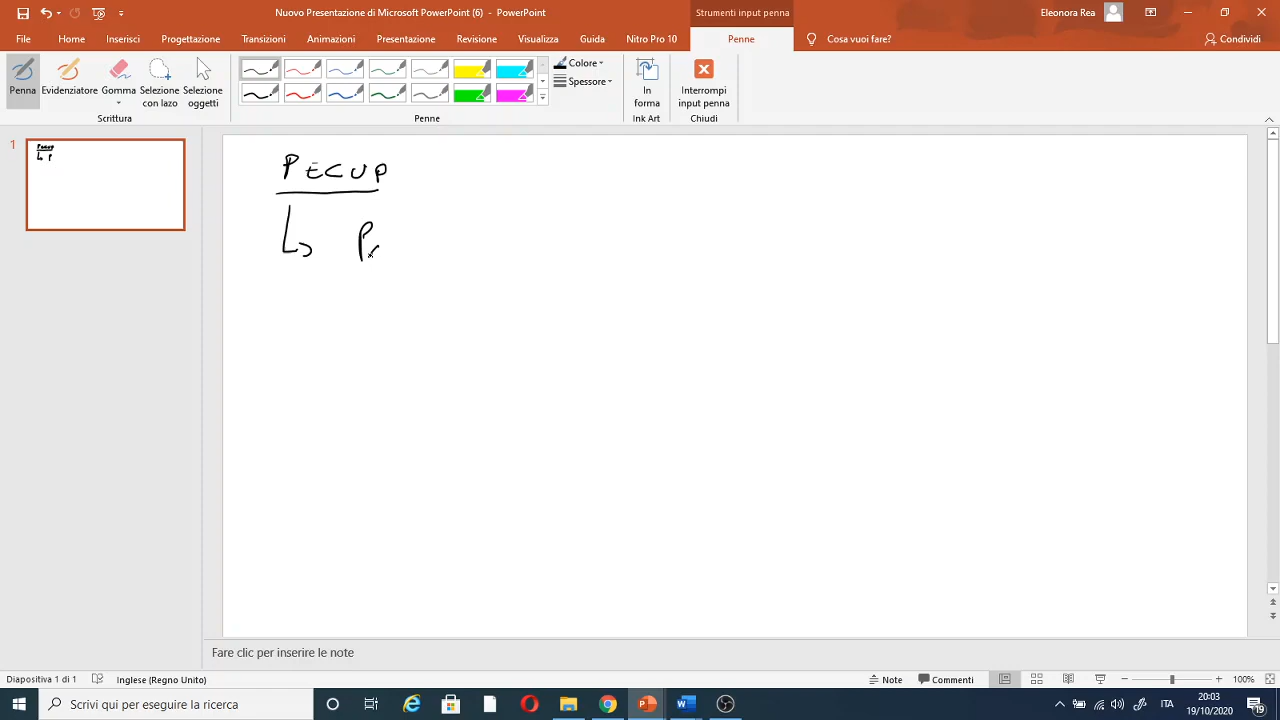 Nuovo Presentazione di Microsoft PowerPoint (6) - PowerPoint
Strumenti input penna
Eleonora Rea
File Home Inserisci Progettazione Transizioni Animazioni Presentazione Revisione Visualizza Guida Nitro Pro 10 Penne Cosa vuoi fare? Condividi
Penna
Evidenziatore
Gomma
Selezione con lazo
Selezione oggetti
Scrittura
Penne
Colore
Spessore
In forma
Ink Art
Interrompi input penna
Chiudi
1
PECUP
PECUP
Fare clic per inserire le note
Diapositiva 1 di 1
Inglese (Regno Unito)
Note
Commenti
100%
Scrivi qui per eseguire la ricerca
ITA
20:03
19/10/2020
19